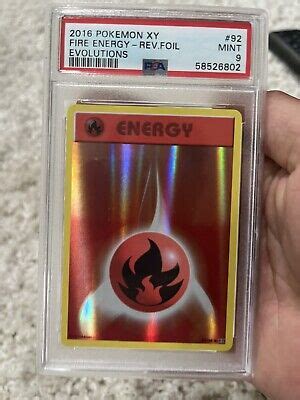 2016 POKEMON XY #92
FIRE ENERGY - REV.FOIL MINT
EVOLUTIONS PSA 9
58526802
ENERGY